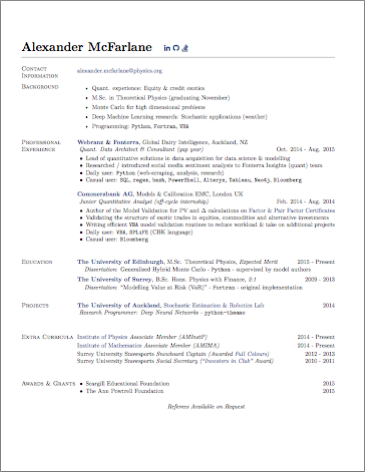 Alexander McFarlane
CONTACT INFORMATION alexander.mcfarlane@physics.org
BACKGROUND
• Quant. experience: Equity & credit exotics
• M.Sc. in Theoretical Physics (graduating November)
• Monte Carlo for high dimensional problems
• Deep Machine Learning research: Stochastic applications (weather)
• Programming: Python, Fortran, VBA
PROFESSIONAL EXPERIENCE
Webranz & Fonterra, Global Dairy Intelligence, Auckland, NZ
Quant. Data Architect & Consultant (gap year) Oct. 2014 - Aug. 2015
• Lead of quantitative solutions in data acquisition for data science & modelling
• Researched / introduced social media sentiment analysis to Fonterra Insights (quant) team
• Daily user: Python (web-scraping, analysis, research)
• Casual user: SQL, regex, bash, PowerShell, Alteryx, Tableau, Neo4j, Bloomberg
Commerzbank AG, Models & Calibration EMC, London UK
Junior Quantitative Analyst (off-cycle internship) Feb. 2014 - Aug. 2014
• Author of the Model Validation for PV and Δ calculations on Factor & Pair Factor Certificates
• Validating the structure of exotic trades in equities, commodities and alternative investments
• Writing efficient VBA model validation routines to reduce workload & take on additional projects
• Daily user: VBA, (CBK language)
• Casual user: Bloomberg
EDUCATION The University of Edinburgh, M.Sc. Theoretical Physics, Expected Merit 2015 - Present
Dissertation: Generalised Hybrid Monte Carlo - Python - supervised by model authors
The University of Surrey, B.Sc. Hons. Physics with Finance, 2:1 2009 - 2013
Dissertation: "Modelling Value at Risk (VaR)" - Fortran - original implementation
PROJECTS The University of Auckland, Stochastic Estimation & Robotics Lab 2014
Research Programmer: Deep Neural Networks - python-theano
EXTRA CURRICULA Institute of Physics Associate Member (AMInstP) 2014 - Present
Institute of Mathematics Associate Member (AMIMA) 2014 - Present
Surrey University Snowsports Snowboard Captain (Awarded Full Colours) 2012 - 2013
Surrey University Snowsports Social Secretary ("Investors in Club" Award) 2010 - 2011
AWARDS & GRANTS • Scargill Educational Foundation 2015
• The Ann Powtrell Foundation 2015
References Available on Request